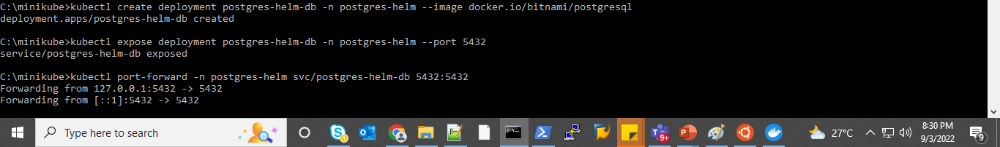 C:\minikube>kubectl create deployment postgres-helm-db -n postgres-helm --image docker.io/bitnami/postgresql
deployment.apps/postgres-helm-db created
C:\minikube>kubectl expose deployment postgres-helm-db -n postgres-helm --port 5432
service/postgres-helm-db exposed
C:\minikube>kubectl port-forward -n postgres-helm svc/postgres-helm-db 5432:5432
Forwarding from 127.0.0.1:5432 -> 5432
Forwarding from [::1]:5432 -> 5432
Type here to search
9+
27°C
8:30 PM
9/3/2022
9